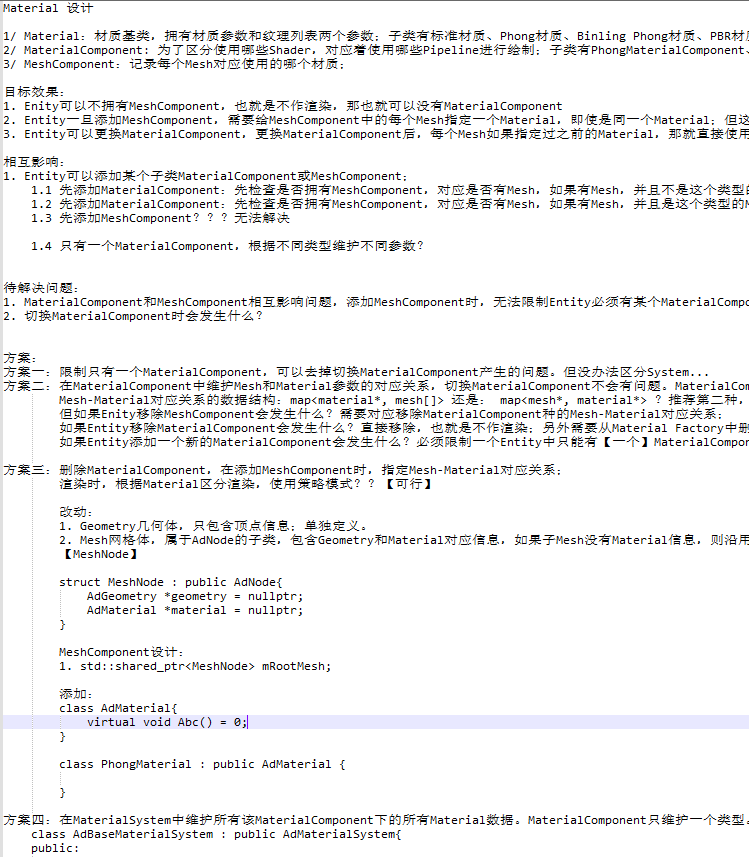 Material 设计
1/ Material: 材质基类，拥有材质参数和纹理列表两个参数；子类有标准材质、Phong材质、Binling Phong材质、PBR材质
2/ MaterialComponent: 为了区分使用哪些Shader，对应着使用哪些Pipeline进行绘制；子类有PhongMaterialComponent、
3/ MeshComponent: 记录每个Mesh对应使用的哪个材质；
目标效果：
1. Enity可以不拥有MeshComponent，也就是不作渲染，那也就可以没有MaterialComponent
2. Entity一旦添加MeshComponent，需要给MeshComponent中的每个Mesh指定一个Material，即使是同一个Material；但这
3. Entity可以更换MaterialComponent，更换MaterialComponent后，每个Mesh如果指定过之前的Material，那就直接使用
相互影响：
1. Entity可以添加某个子类MaterialComponent或MeshComponent；
1.1 先添加MaterialComponent: 先检查是否拥有MeshComponent，对应是否有Mesh，如果有Mesh，并且不是这个类型的
1.2 先添加MaterialComponent: 先检查是否拥有MeshComponent，对应是否有Mesh，如果有Mesh，并且是这个类型的M
1.3 先添加MeshComponent？？？无法解决
1.4 只有一个MaterialComponent，根据不同类型维护不同参数？
待解决问题：
1. MaterialComponent和MeshComponent相互影响问题，添加MeshComponent时，无法限制Entity必须有某个MaterialCompo
2. 切换MaterialComponent时会发生什么？
方案：
方案一：限制只有一个MaterialComponent，可以去掉切换MaterialComponent产生的问题。但没办法区分System...
方案二：在MaterialComponent中维护Mesh和Material参数的对应关系，切换MaterialComponent不会有问题。MaterialCom
Mesh-Material对应关系的数据结构：map<material*, mesh[]> 还是： map<mesh*, material*> ？推荐第二种，
但如果Enity移除MeshComponent会发生什么？需要对应移除MaterialComponent种的Mesh-Material对应关系；
如果Entity移除MaterialComponent会发生什么？直接移除，也就是不作渲染；另外需要从Material Factory中删
如果Entity添加一个新的MaterialComponent会发生什么？必须限制一个Entity中只能有【一个】MaterialCompon
方案三：删除MaterialComponent，在添加MeshComponent时，指定Mesh-Material对应关系；
渲染时，根据Material区分渲染，使用策略模式？？【可行】
改动：
1. Geometry几何体，只包含顶点信息；单独定义。
2. Mesh网格体，属于AdNode的子类，包含Geometry和Material对应信息，如果子Mesh没有Material信息，则沿用
【MeshNode】
struct MeshNode : public AdNode{
AdGeometry *geometry = nullptr;
AdMaterial *material = nullptr;
}
MeshComponent设计：
1. std::shared_ptr<MeshNode> mRootMesh;
添加：
class AdMaterial{
virtual void Abc() = 0;
}
class PhongMaterial : public AdMaterial {
}
方案四：在MaterialSystem中维护所有该MaterialComponent下的所有Material数据。MaterialComponent只维护一个类型。
class AdBaseMaterialSystem : public AdMaterialSystem{
public: